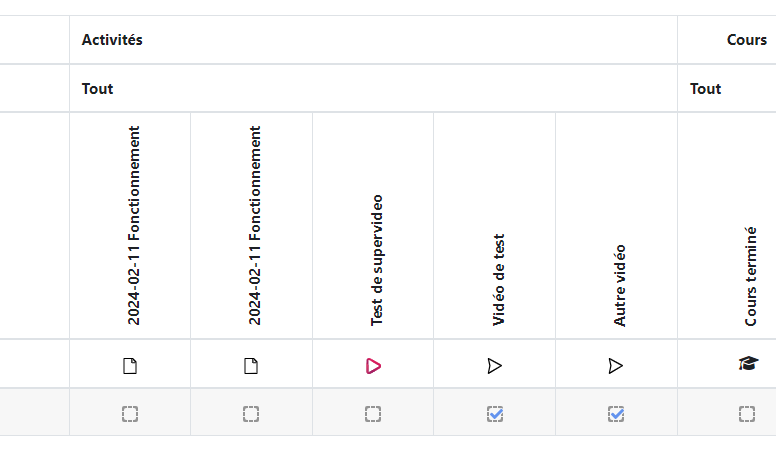 Activités
Cours
Tout
Tout
2024-02-11 Fonctionnement
2024-02-11 Fonctionnement
Test de supervideo
Vidéo de test
Autre vidéo
Cours terminé